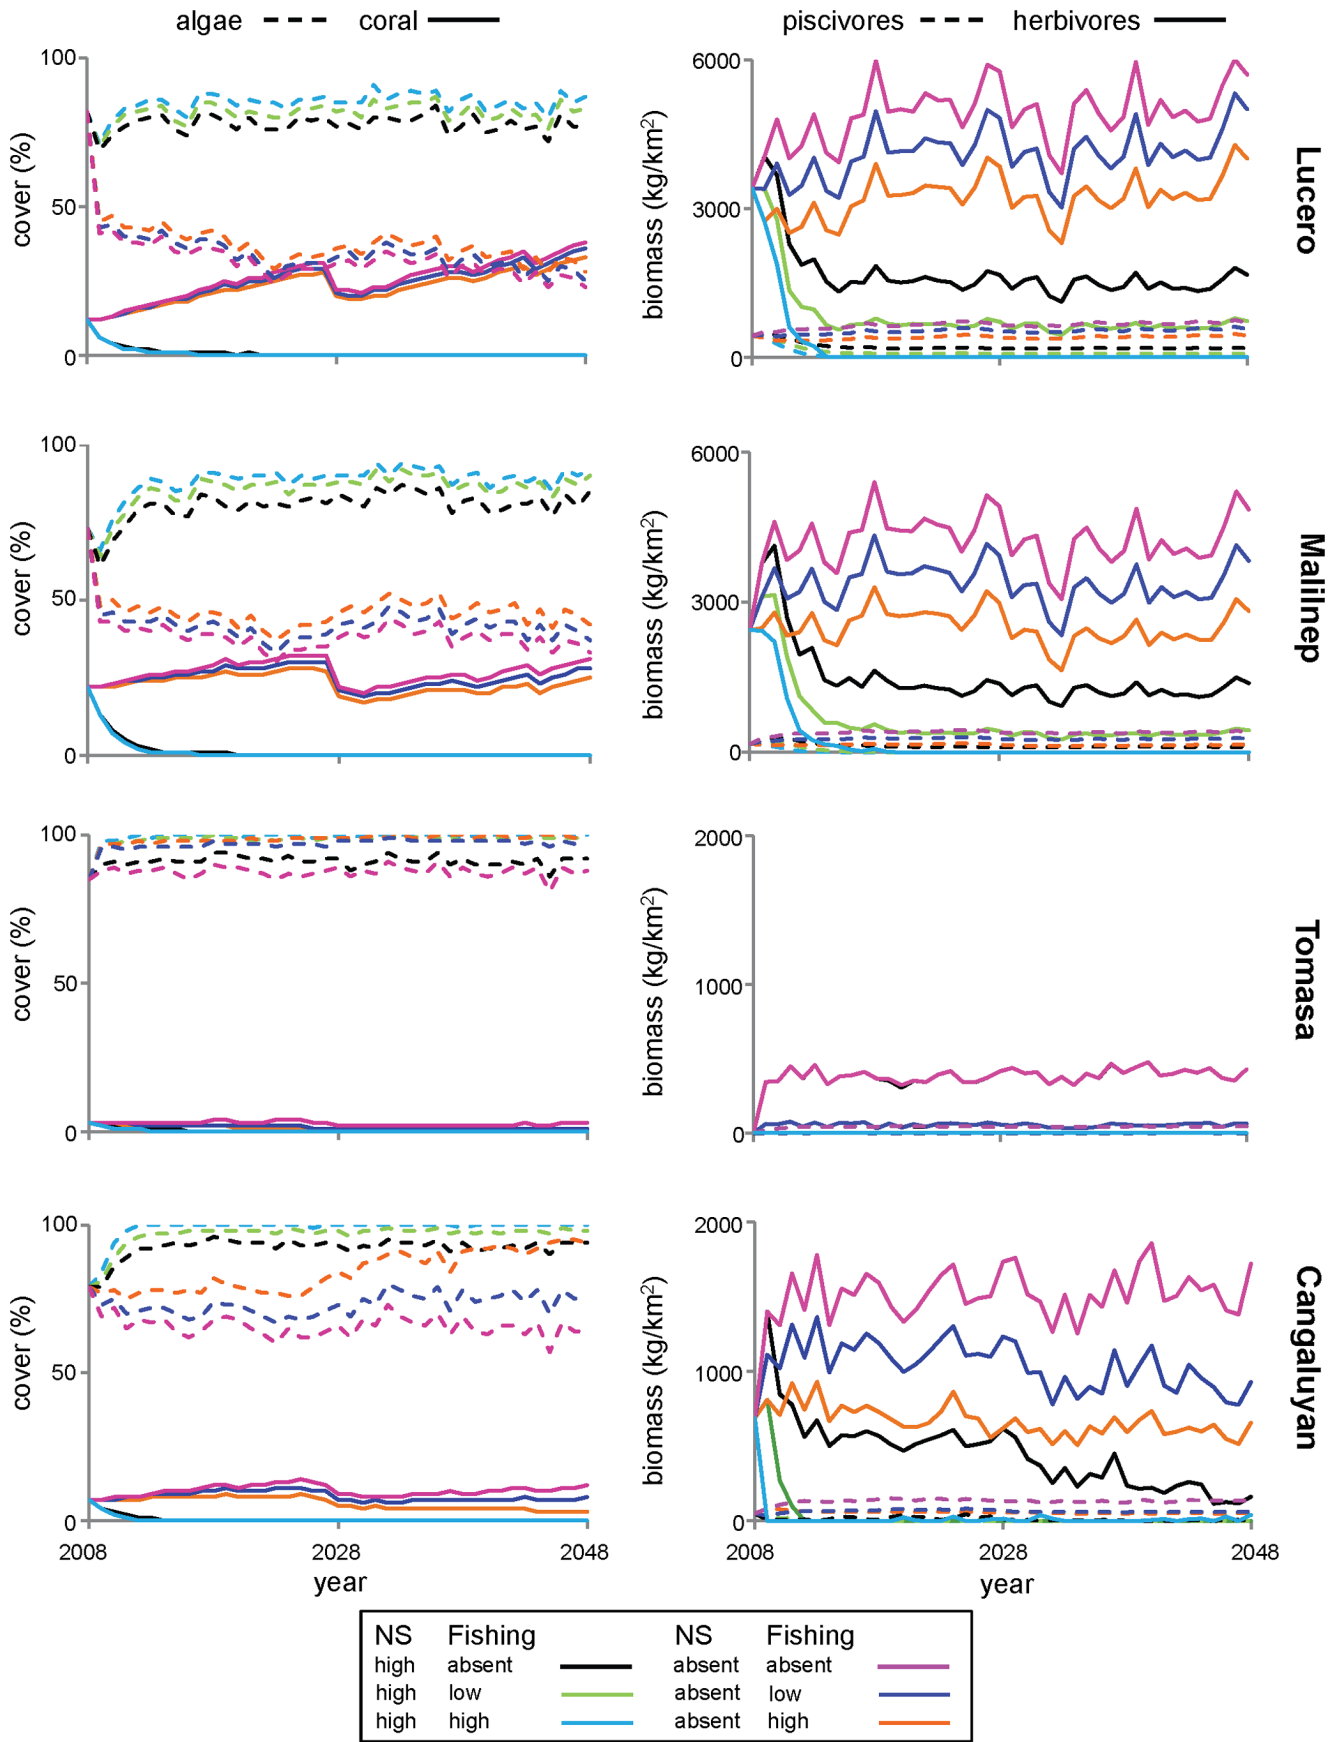 algae coral piscivores herbivores
100
50
0
cover (%)
6000
3000
0
biomass (kg/km²)
Lucero
100
50
0
cover (%)
6000
3000
0
biomass (kg/km²)
Malilnep
100
50
0
cover (%)
2000
1000
0
biomass (kg/km²)
Tomasa
100
50
0
cover (%)
2008 2028 2048
year
2000
1000
0
biomass (kg/km²)
2008 2028 2048
year
Cangaluyan
NS Fishing NS Fishing
high absent absent absent
high low absent low
high high absent high